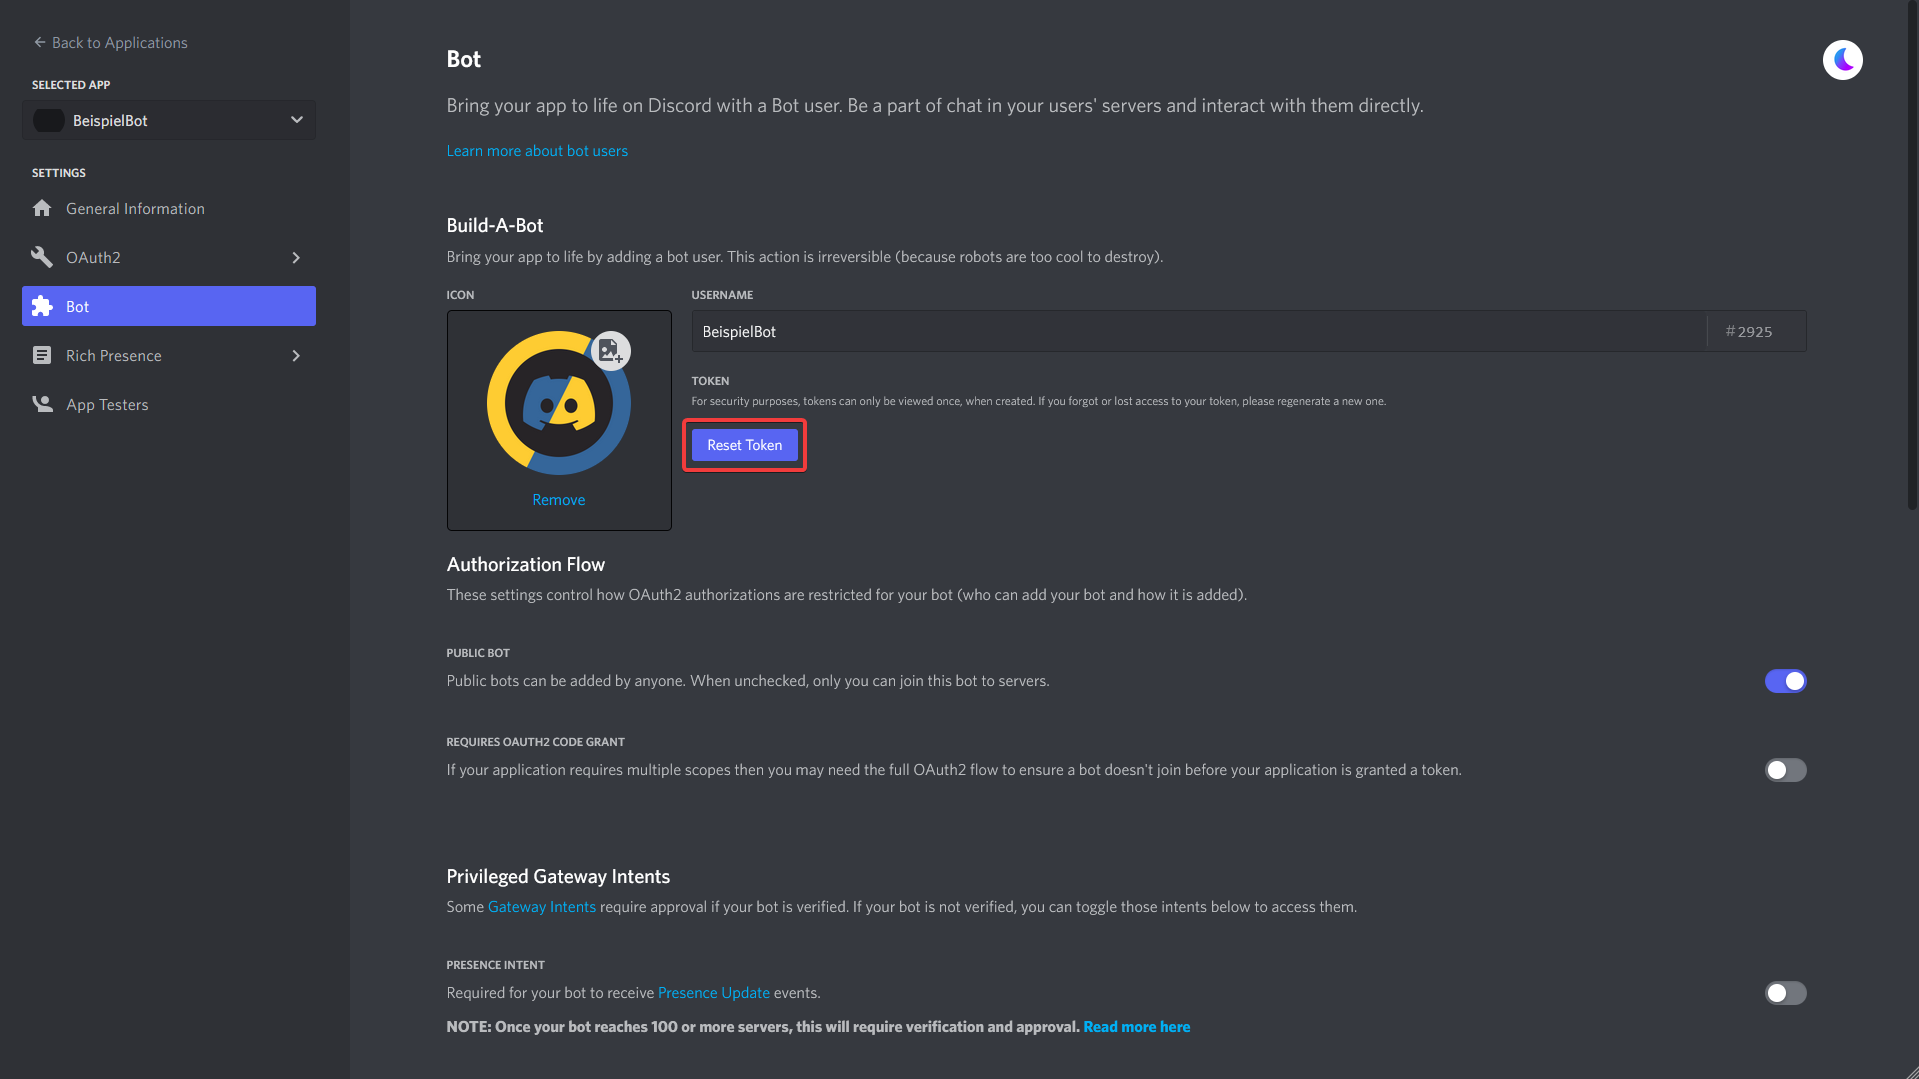 Back to Applications
SELECTED APP
BeispielBot
SETTINGS
General Information
OAuth2
Bot
Rich Presence
App Testers
Bot
Bring your app to life on Discord with a Bot user. Be a part of chat in your users' servers and interact with them directly.
Learn more about bot users
Build-A-Bot
Bring your app to life by adding a bot user. This action is irreversible (because robots are too cool to destroy).
ICON
Remove
USERNAME
BeispielBot #2925
TOKEN
For security purposes, tokens can only be viewed once, when created. If you forgot or lost access to your token, please regenerate a new one.
Reset Token
Authorization Flow
These settings control how OAuth2 authorizations are restricted for your bot (who can add your bot and how it is added).
PUBLIC BOT
Public bots can be added by anyone. When unchecked, only you can join this bot to servers.
REQUIRES OAUTH2 CODE GRANT
If your application requires multiple scopes then you may need the full OAuth2 flow to ensure a bot doesn't join before your application is granted a token.
Privileged Gateway Intents
Some Gateway Intents require approval if your bot is verified. If your bot is not verified, you can toggle those intents below to access them.
PRESENCE INTENT
Required for your bot to receive Presence Update events.
NOTE: Once your bot reaches 100 or more servers, this will require verification and approval. Read more here